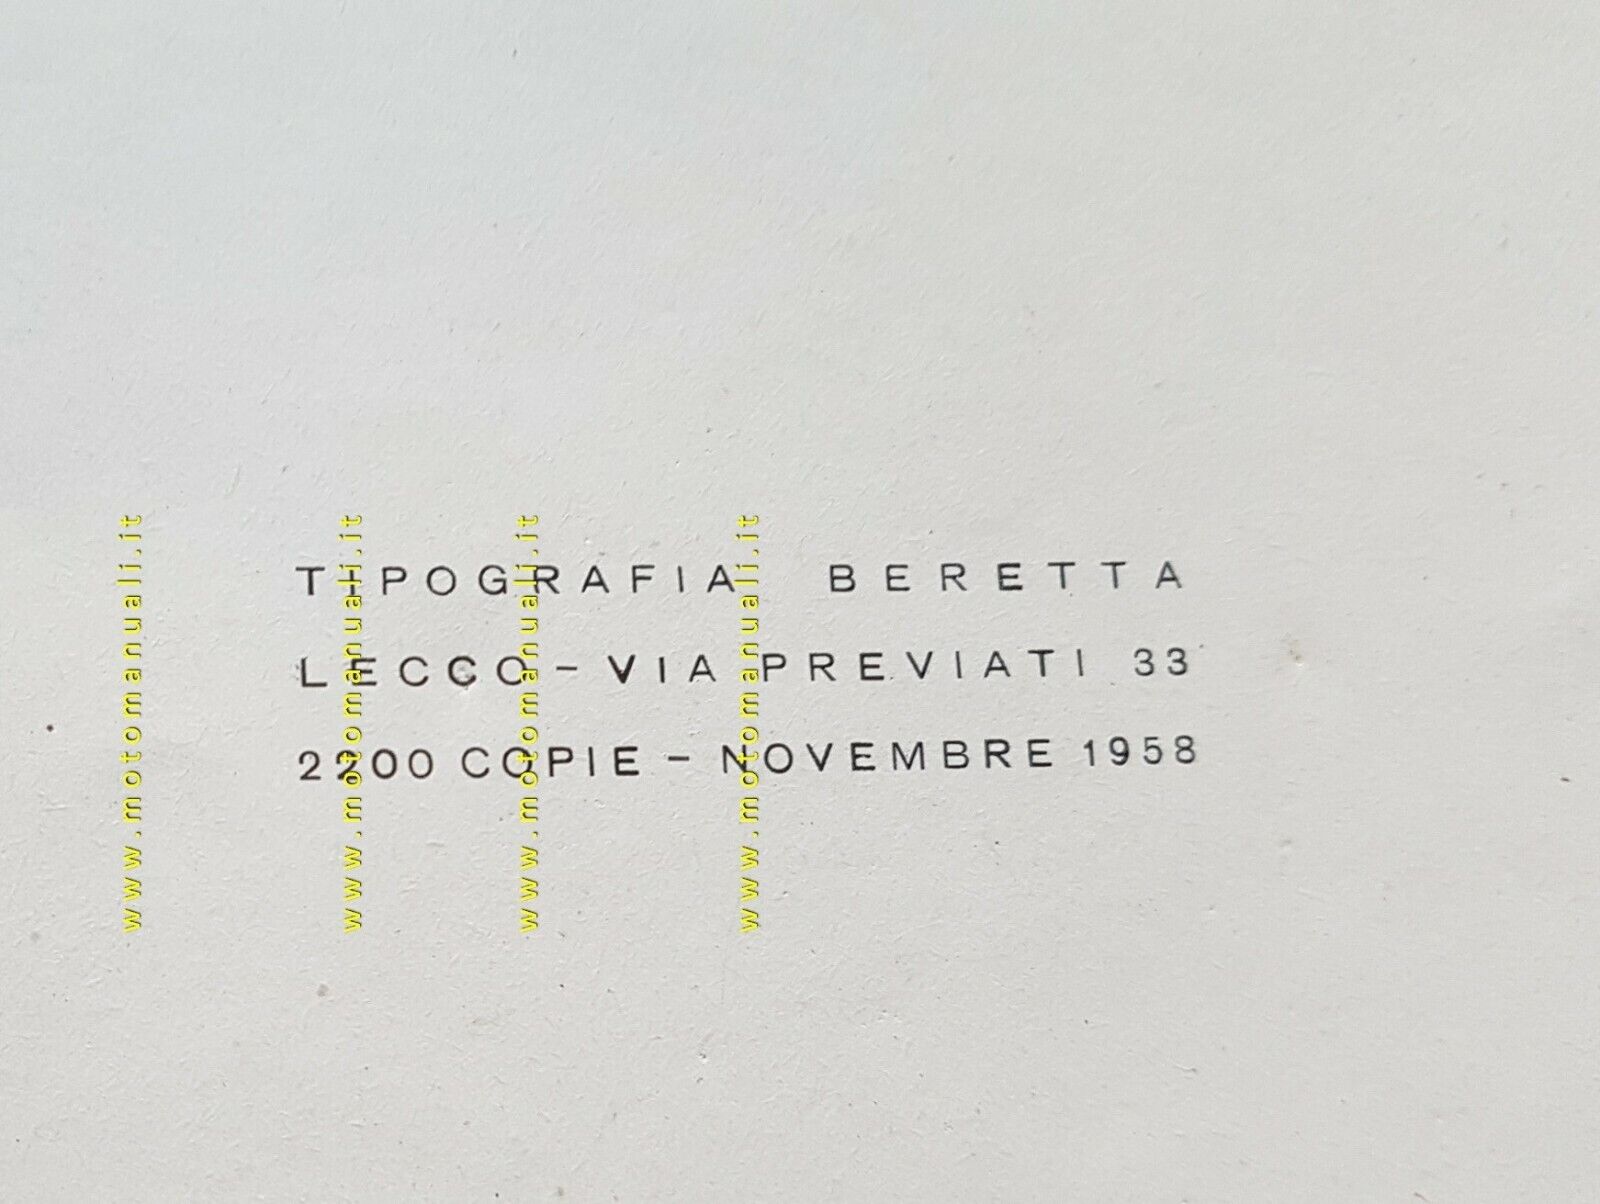 TIPOGRAFIA BERETTA
LECCO - VIA PREVIATI 33
2200 COPIE - NOVEMBRE 1958
www.motomanuali.it
www.motomanuali.it
www.motomanuali.it
www.motomanuali.it